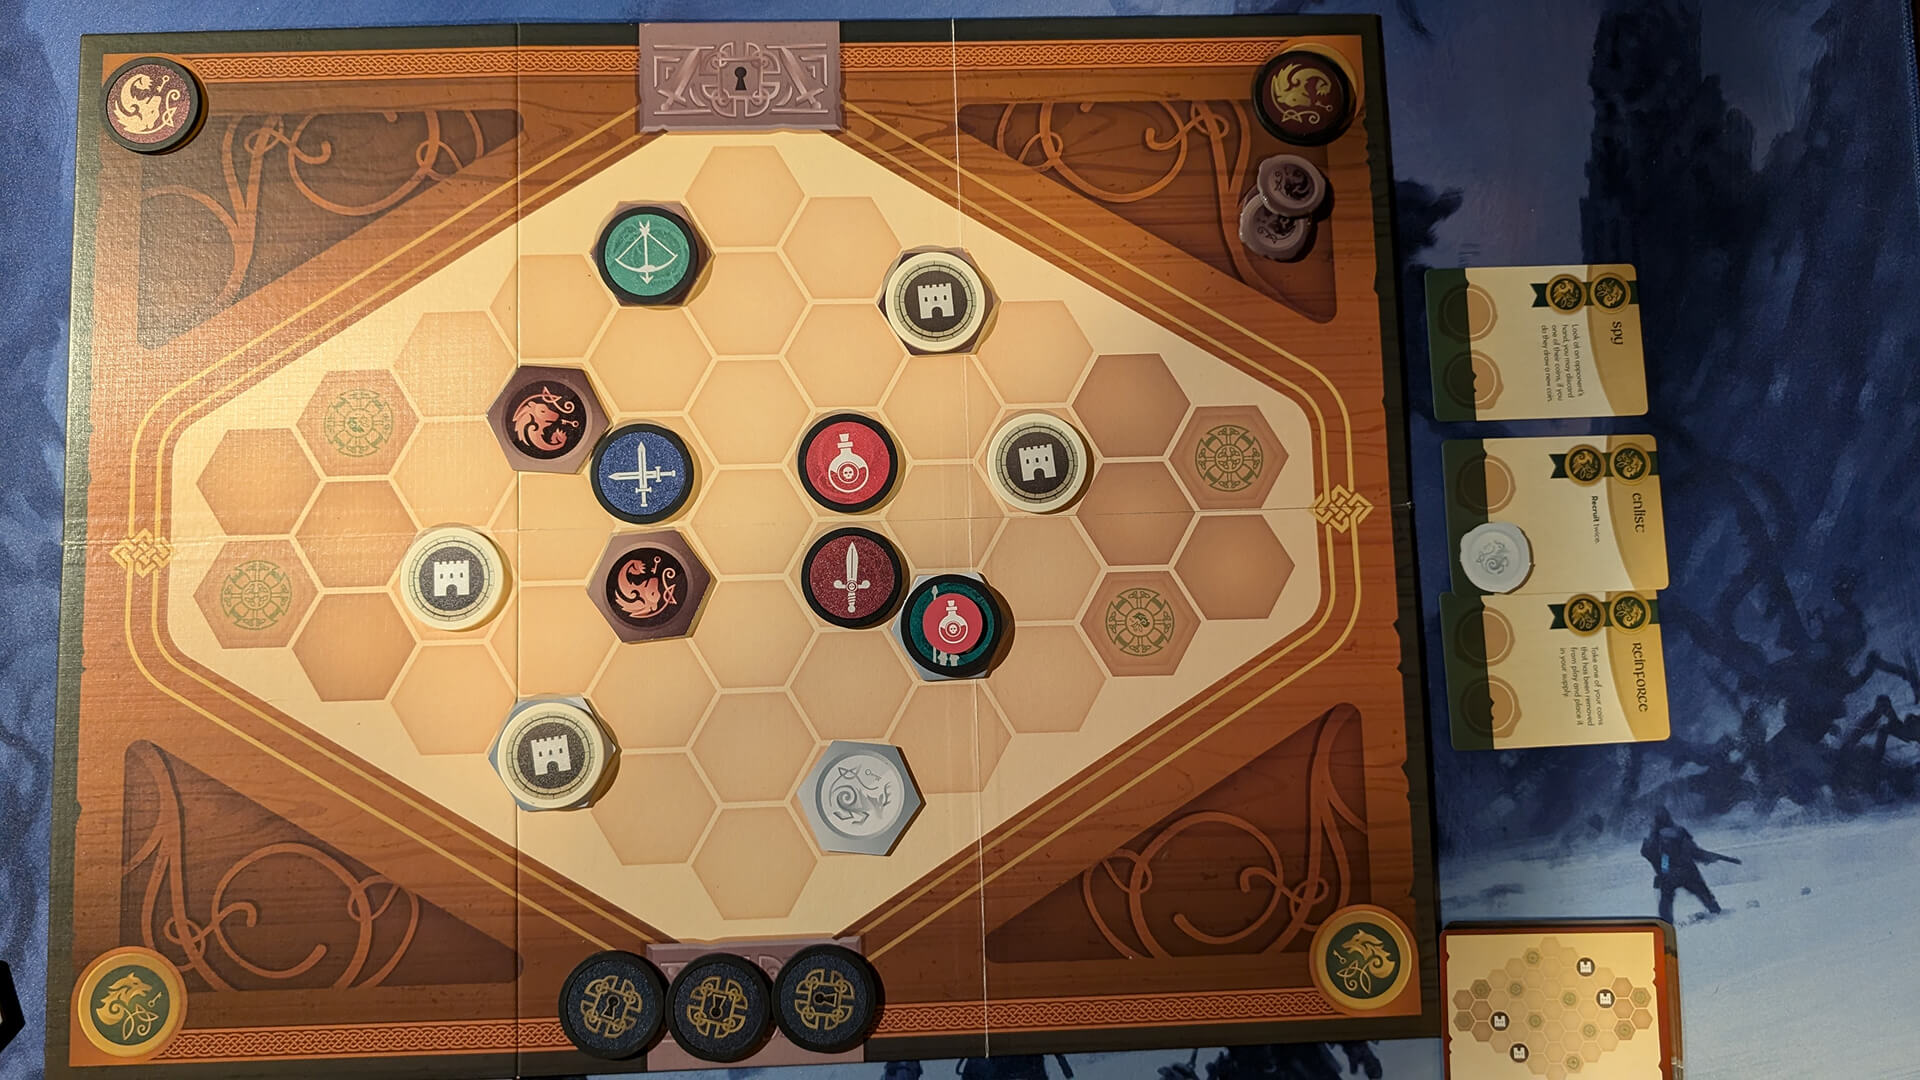 Spy
Look at an opponent's
hand, you may discard
one of their coins, if you
do they draw a new coin.
Enlist
Recruit twice.
Reinforce
Take one of your coins
that has been removed
from play and place it
in your supply.